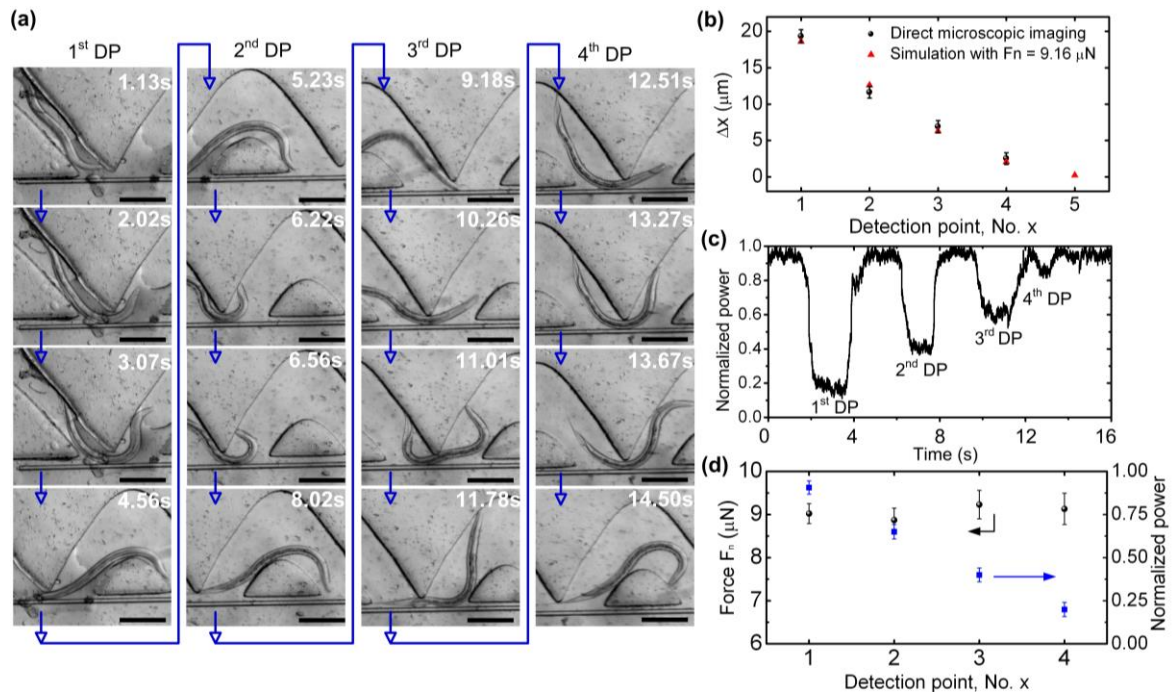 (a)
1st DP
2nd DP
3rd DP
4th DP
1.13s
5.23s
9.18s
12.51s
2.02s
6.22s
10.26s
13.27s
3.07s
6.56s
11.01s
13.67s
4.56s
8.02s
11.78s
14.50s
(b)
Direct microscopic imaging
Simulation with Fn = 9.16 μN
Δx (μm)
20
15
10
5
0
1 2 3 4 5
Detection point, No. x
(c)
Normalized power
1.0
0.8
0.6
0.4
0.2
0.0
1st DP
2nd DP
3rd DP
4th DP
0 4 8 12 16
Time (s)
(d)
Force Fn (μN)
10
9
8
7
6
1.00
0.75
0.50
0.25
0.00
Normalized power
1 2 3 4
Detection point, No. x